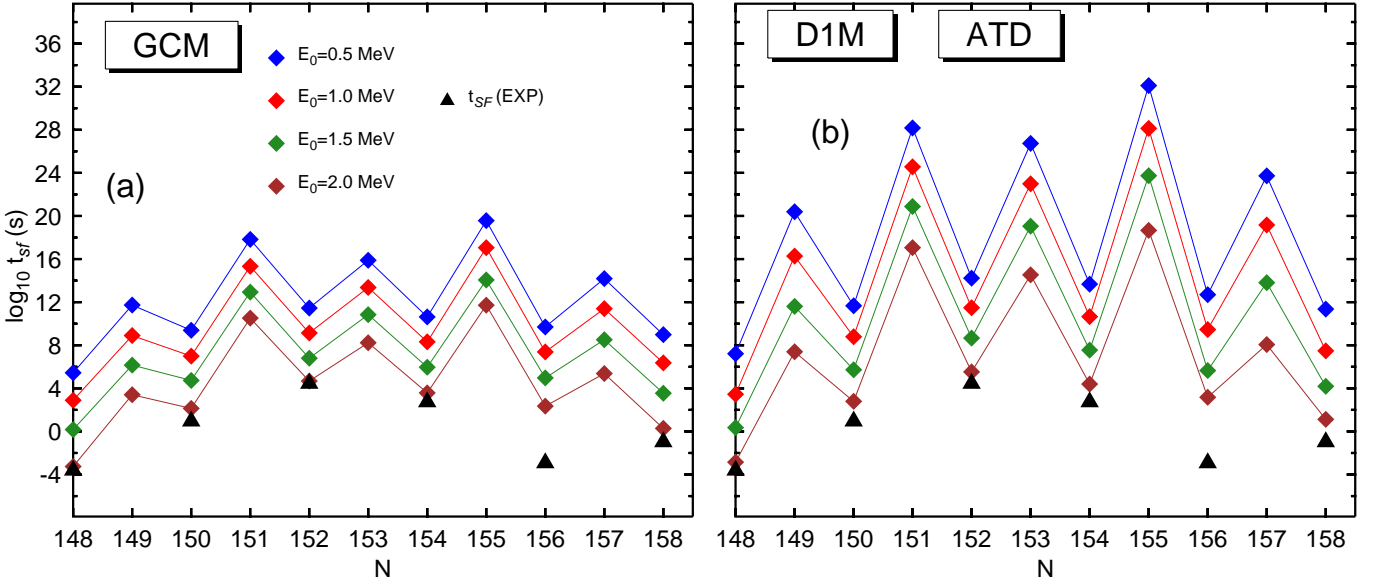 GCM
E0=0.5 MeV
E0=1.0 MeV
E0=1.5 MeV
E0=2.0 MeV
tSF (EXP)
(a)
log10 tsf (s)
36
32
28
24
20
16
12
8
4
0
-4
148 149 150 151 152 153 154 155 156 157 158
N
D1M
ATD
(b)
148 149 150 151 152 153 154 155 156 157 158
N